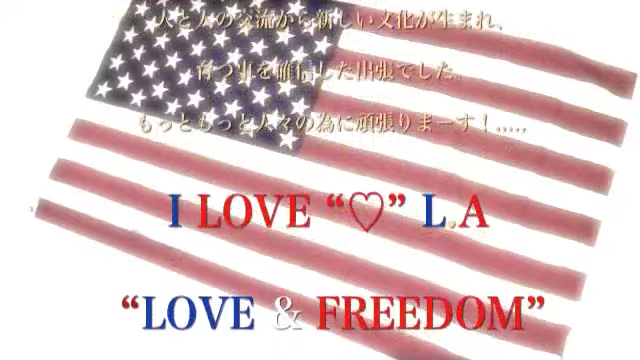 人と人の交流から新しい文化が生まれ、
育つ事を確信した出張でした。
もっともっと人々の為に頑張りまーす！.....
I LOVE “♡” L.A
“LOVE & FREEDOM”